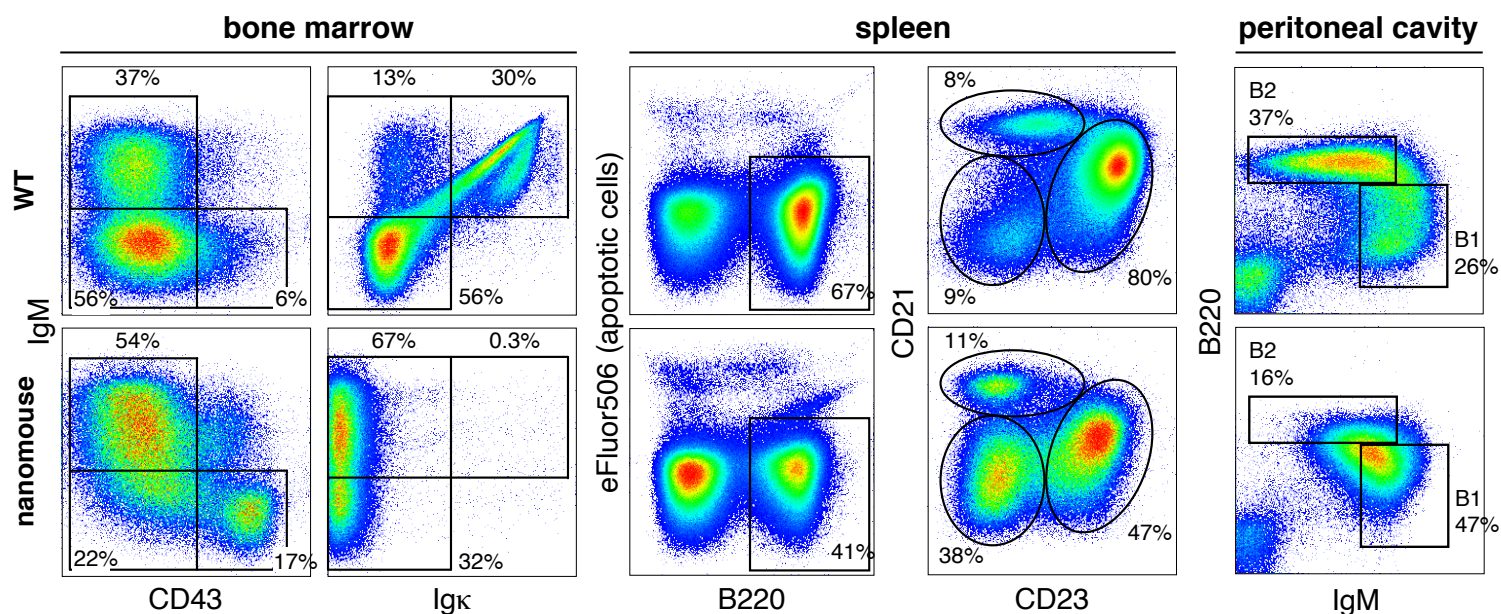 bone marrow
spleen
peritoneal cavity
WT
IgM
37%
56%
6%
13%
30%
56%
eFluor506 (apoptotic cells)
67%
CD21
8%
9%
80%
B220
B2
37%
B1
26%
nanomouse
54%
22%
17%
67%
0.3%
32%
41%
11%
38%
47%
B2
16%
B1
47%
CD43
Igκ
B220
CD23
IgM